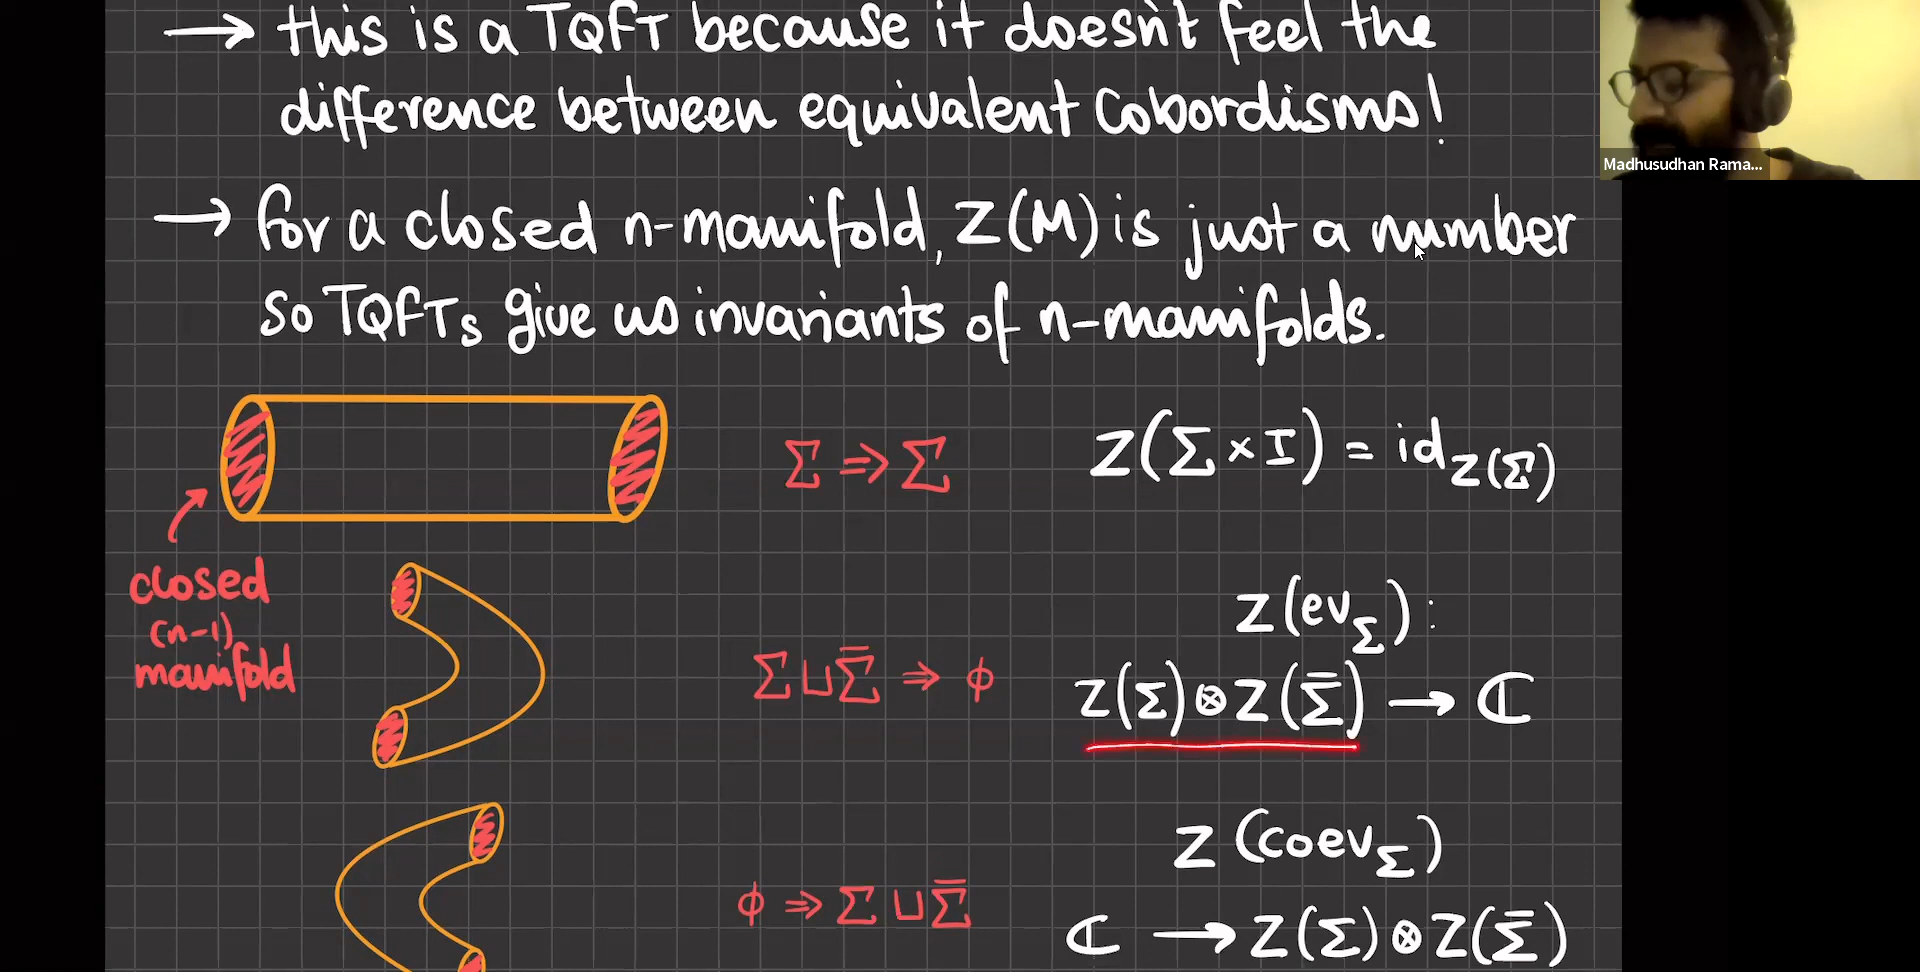 → this is a TQFT because it doesn't feel the
difference between equivalent cobordisms!
Madhusudhan Rama...
→ for a closed n-manifold, Z(M) is just a number
so TQFTs give us invariants of n-manifolds.
Σ ⇒ Σ
Z(Σ × I) = id_{Z(Σ)}
closed
(n-1)
manifold
Z(ev_Σ):
Σ ⊔ Σ̅ ⇒ ϕ
Z(Σ) ⊗ Z(Σ̅) → ℂ
Z(coev_Σ)
ϕ ⇒ Σ ⊔ Σ̅
ℂ → Z(Σ) ⊗ Z(Σ̅)